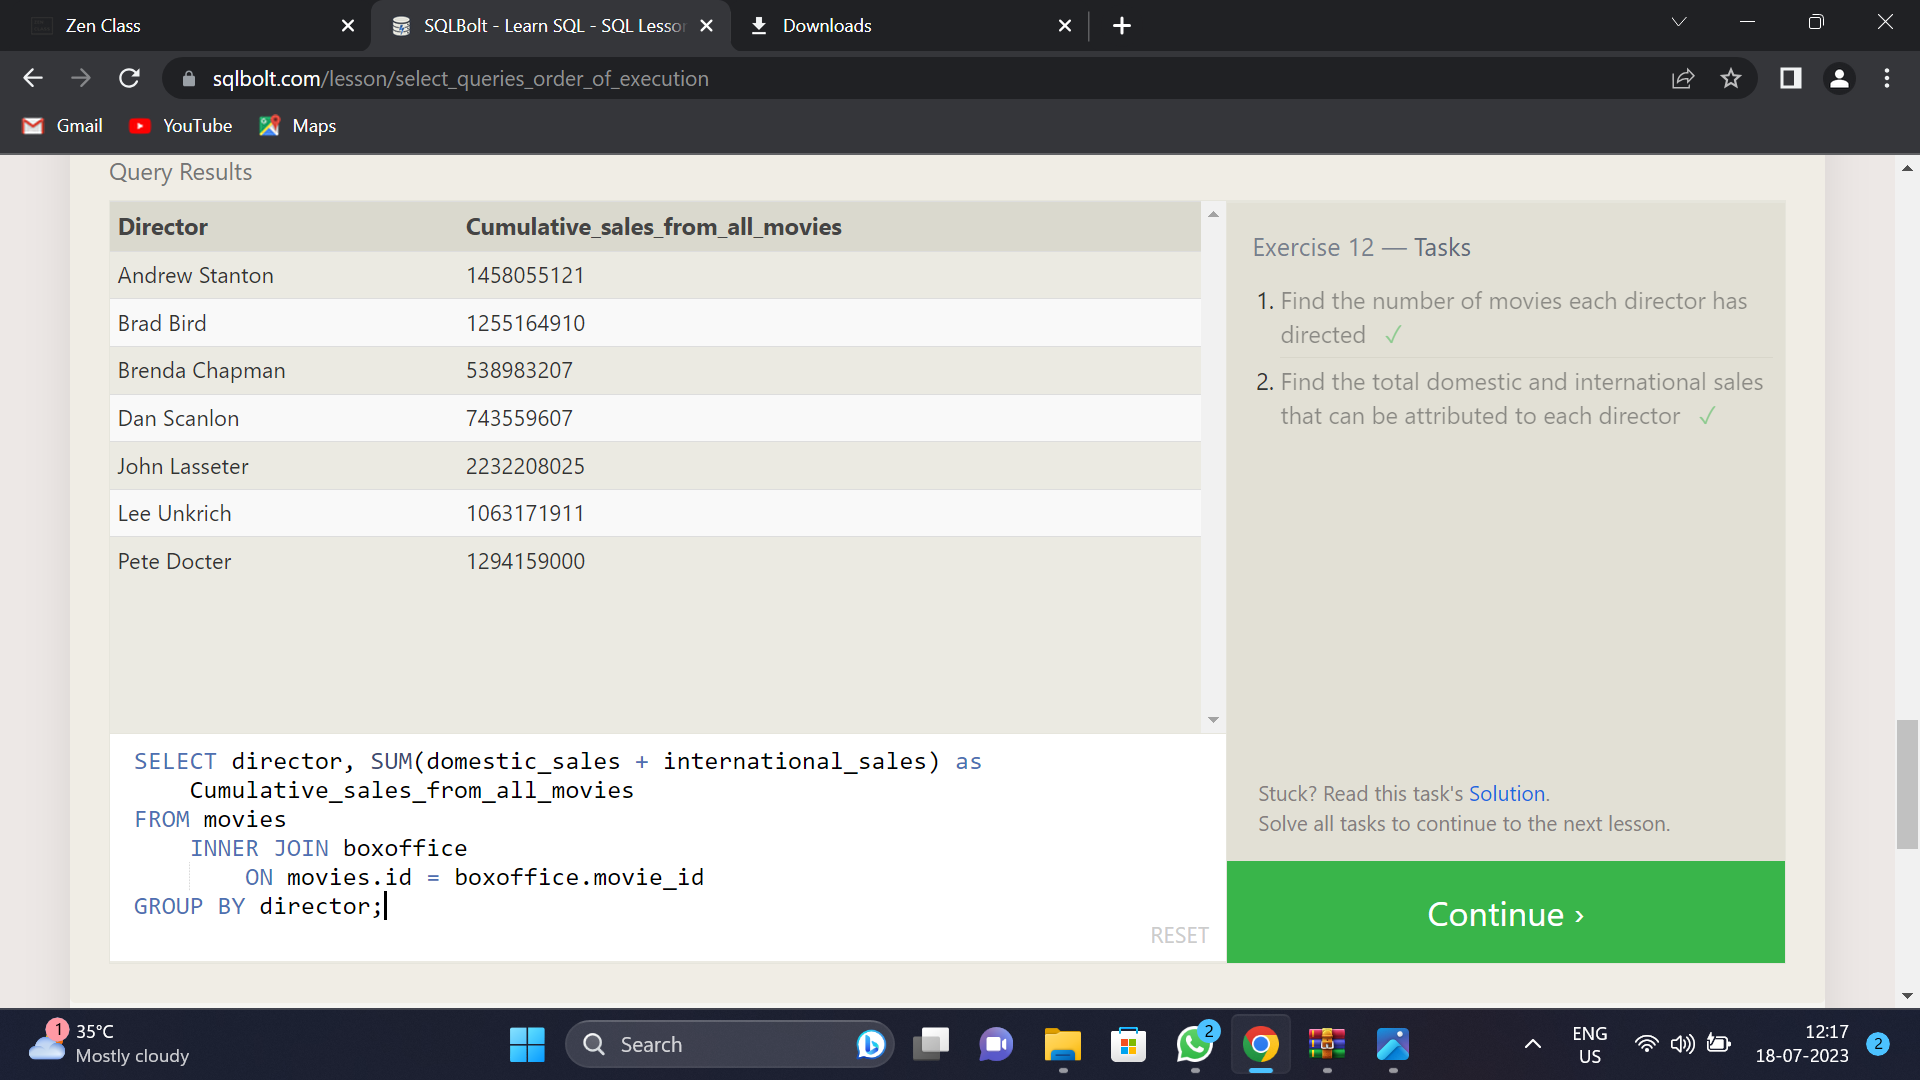 Zen Class
SQLBolt - Learn SQL - SQL Lesson
Downloads
sqlbolt.com/lesson/select_queries_order_of_execution
Gmail YouTube Maps
Query Results
Director Cumulative_sales_from_all_movies
Andrew Stanton 1458055121
Brad Bird 1255164910
Brenda Chapman 538983207
Dan Scanlon 743559607
John Lasseter 2232208025
Lee Unkrich 1063171911
Pete Docter 1294159000
SELECT director, SUM(domestic_sales + international_sales) as
Cumulative_sales_from_all_movies
FROM movies
INNER JOIN boxoffice
ON movies.id = boxoffice.movie_id
GROUP BY director;
RESET
Exercise 12 — Tasks
1. Find the number of movies each director has
directed ✓
2. Find the total domestic and international sales
that can be attributed to each director ✓
Stuck? Read this task's Solution.
Solve all tasks to continue to the next lesson.
Continue ›
1
35°C
Mostly cloudy
Search
2
ENG
US
12:17
18-07-2023
2